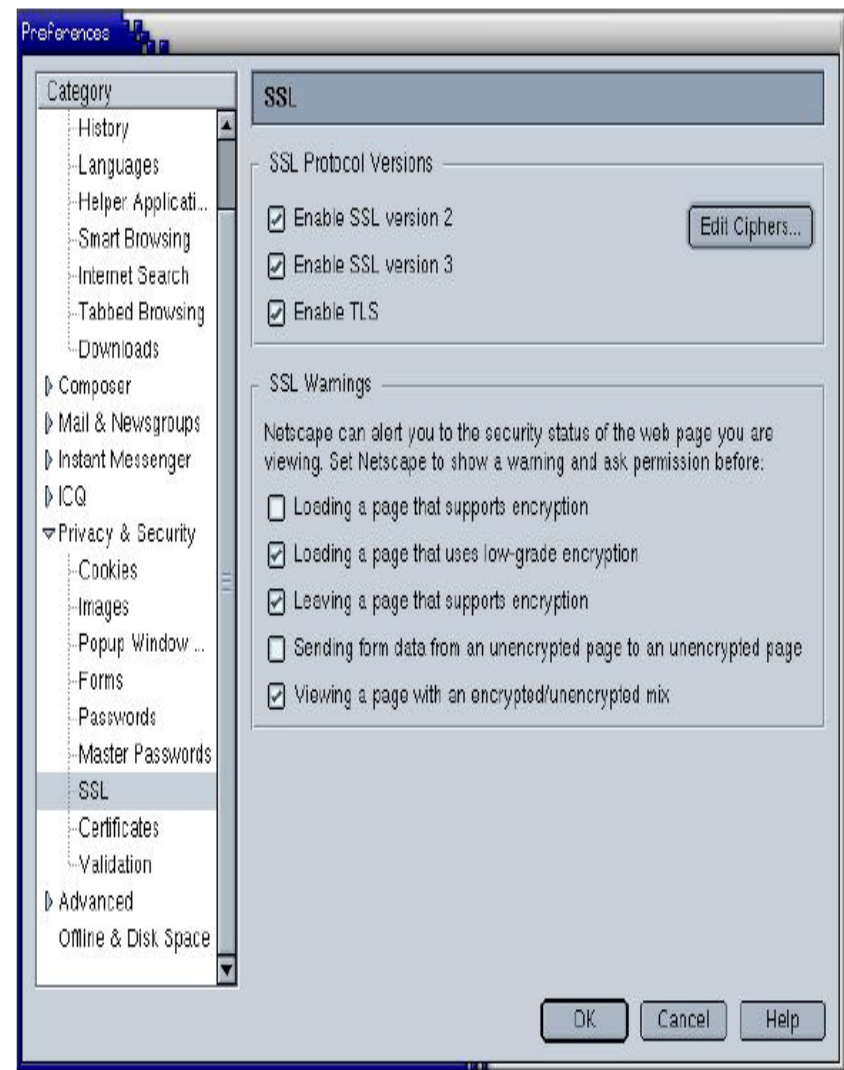 Preferences
Category
History
Languages
Helper Applicati...
Smart Browsing
Internet Search
Tabbed Browsing
Downloads
Composer
Mail & Newsgroups
Instant Messenger
ICQ
Privacy & Security
Cookies
Images
Popup Window ...
Forms
Passwords
Master Passwords
SSL
Certificates
Validation
Advanced
Offline & Disk Space
SSL
SSL Protocol Versions
Enable SSL version 2
Edit Ciphers...
Enable SSL version 3
Enable TLS
SSL Warnings
Netscape can alert you to the security status of the web page you are
viewing. Set Netscape to show a warning and ask permission before:
Loading a page that supports encryption
Loading a page that uses low-grade encryption
Leaving a page that supports encryption
Sending form data from an unencrypted page to an unencrypted page
Viewing a page with an encrypted/unencrypted mix
OK
Cancel
Help